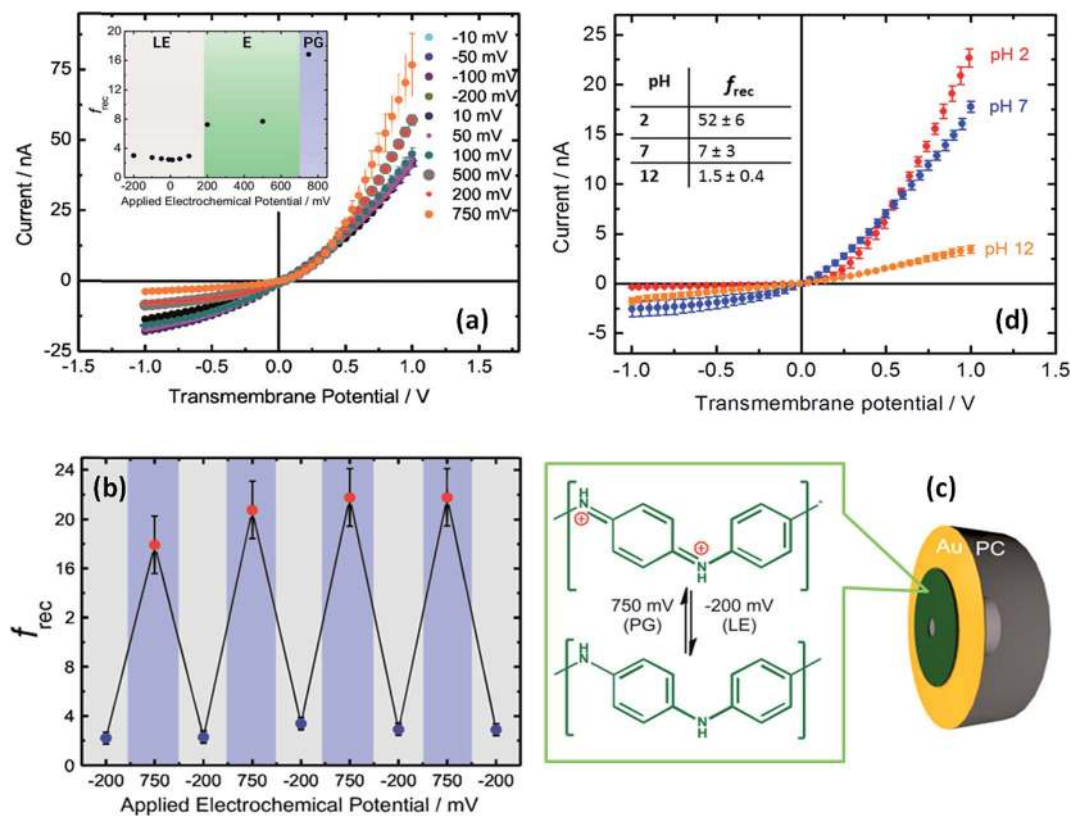 (a)
LE E PG
20
16
12
8
4
0
f_rec
-200 0 200 400 600 800
Applied Electrochemical Potential / mV
-10 mV
-50 mV
-100 mV
-200 mV
10 mV
50 mV
100 mV
500 mV
200 mV
750 mV
75
50
25
0
-25
Current / nA
-1.5 -1.0 -0.5 0.0 0.5 1.0 1.5
Transmembrane Potential / V
(d)
pH f_rec
2 52 ± 6
7 7 ± 3
12 1.5 ± 0.4
pH 2
pH 7
pH 12
25
20
15
10
5
0
-5
Current / nA
-1.0 -0.5 0.0 0.5 1.0 1.5
Transmembrane potential / V
(b)
24
20
16
2
8
4
0
f_rec
-200 750 -200 750 -200 750 -200 750 -200
Applied Electrochemical Potential / mV
(c)
H
N
⊕
⊕
N
H
750 mV
(PG)
-200 mV
(LE)
H
N
N
H
Au PC